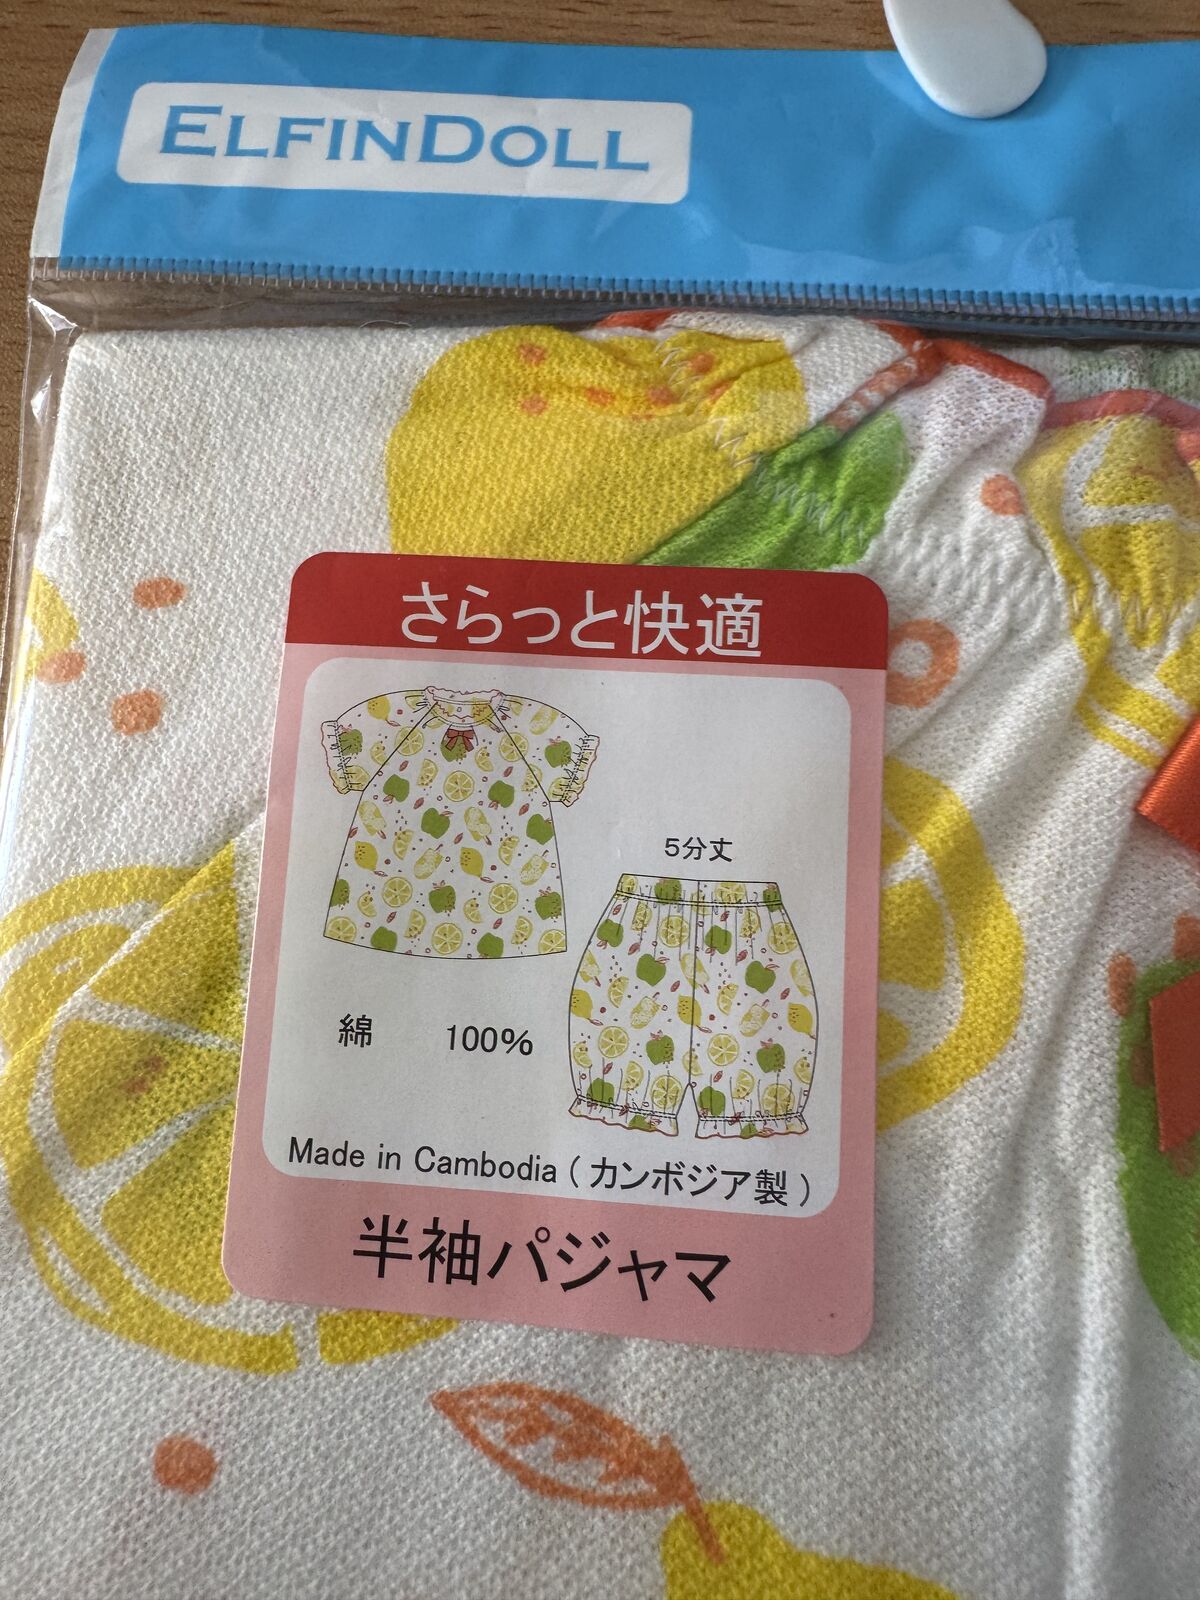 ELFINDOLL
さらっと快適
5分丈
綿 100%
Made in Cambodia (カンボジア製)
半袖パジャマ